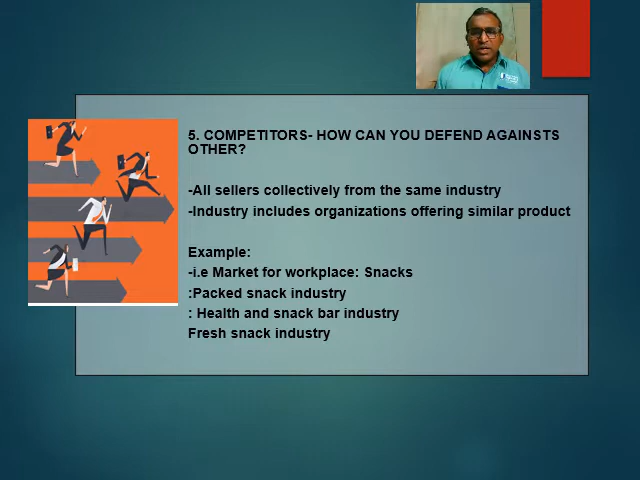 5. COMPETITORS- HOW CAN YOU DEFEND AGAINSTS
OTHER?
-All sellers collectively from the same industry
-Industry includes organizations offering similar product
Example:
-i.e Market for workplace: Snacks
:Packed snack industry
: Health and snack bar industry
Fresh snack industry